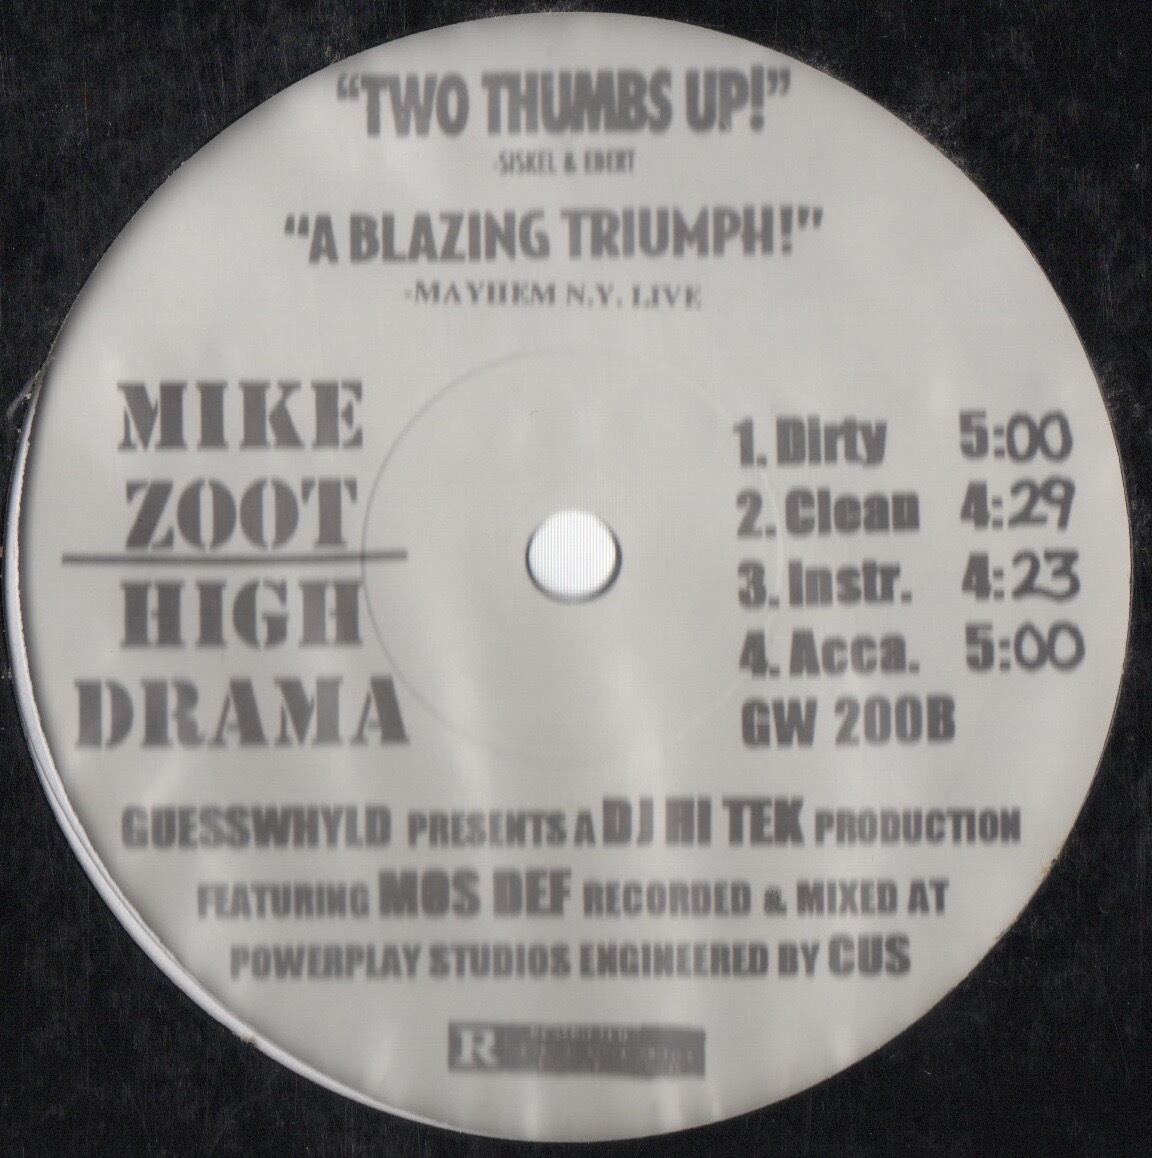 “TWO THUMBS UP!”
-SISKEL & EBERT
“A BLAZING TRIUMPH!”
-MAYHEM N.Y. LIVE
MIKE
ZOOT
HIGH
DRAMA
1. Dirty 5:00
2. Clean 4:29
3. Instr. 4:23
4. Acca. 5:00
GW 200B
GUESSWHYLD PRESENTS A DJ HI TEK PRODUCTION
FEATURING MOS DEF RECORDED & MIXED AT
POWERPLAY STUDIOS ENGINEERED BY CUS
R